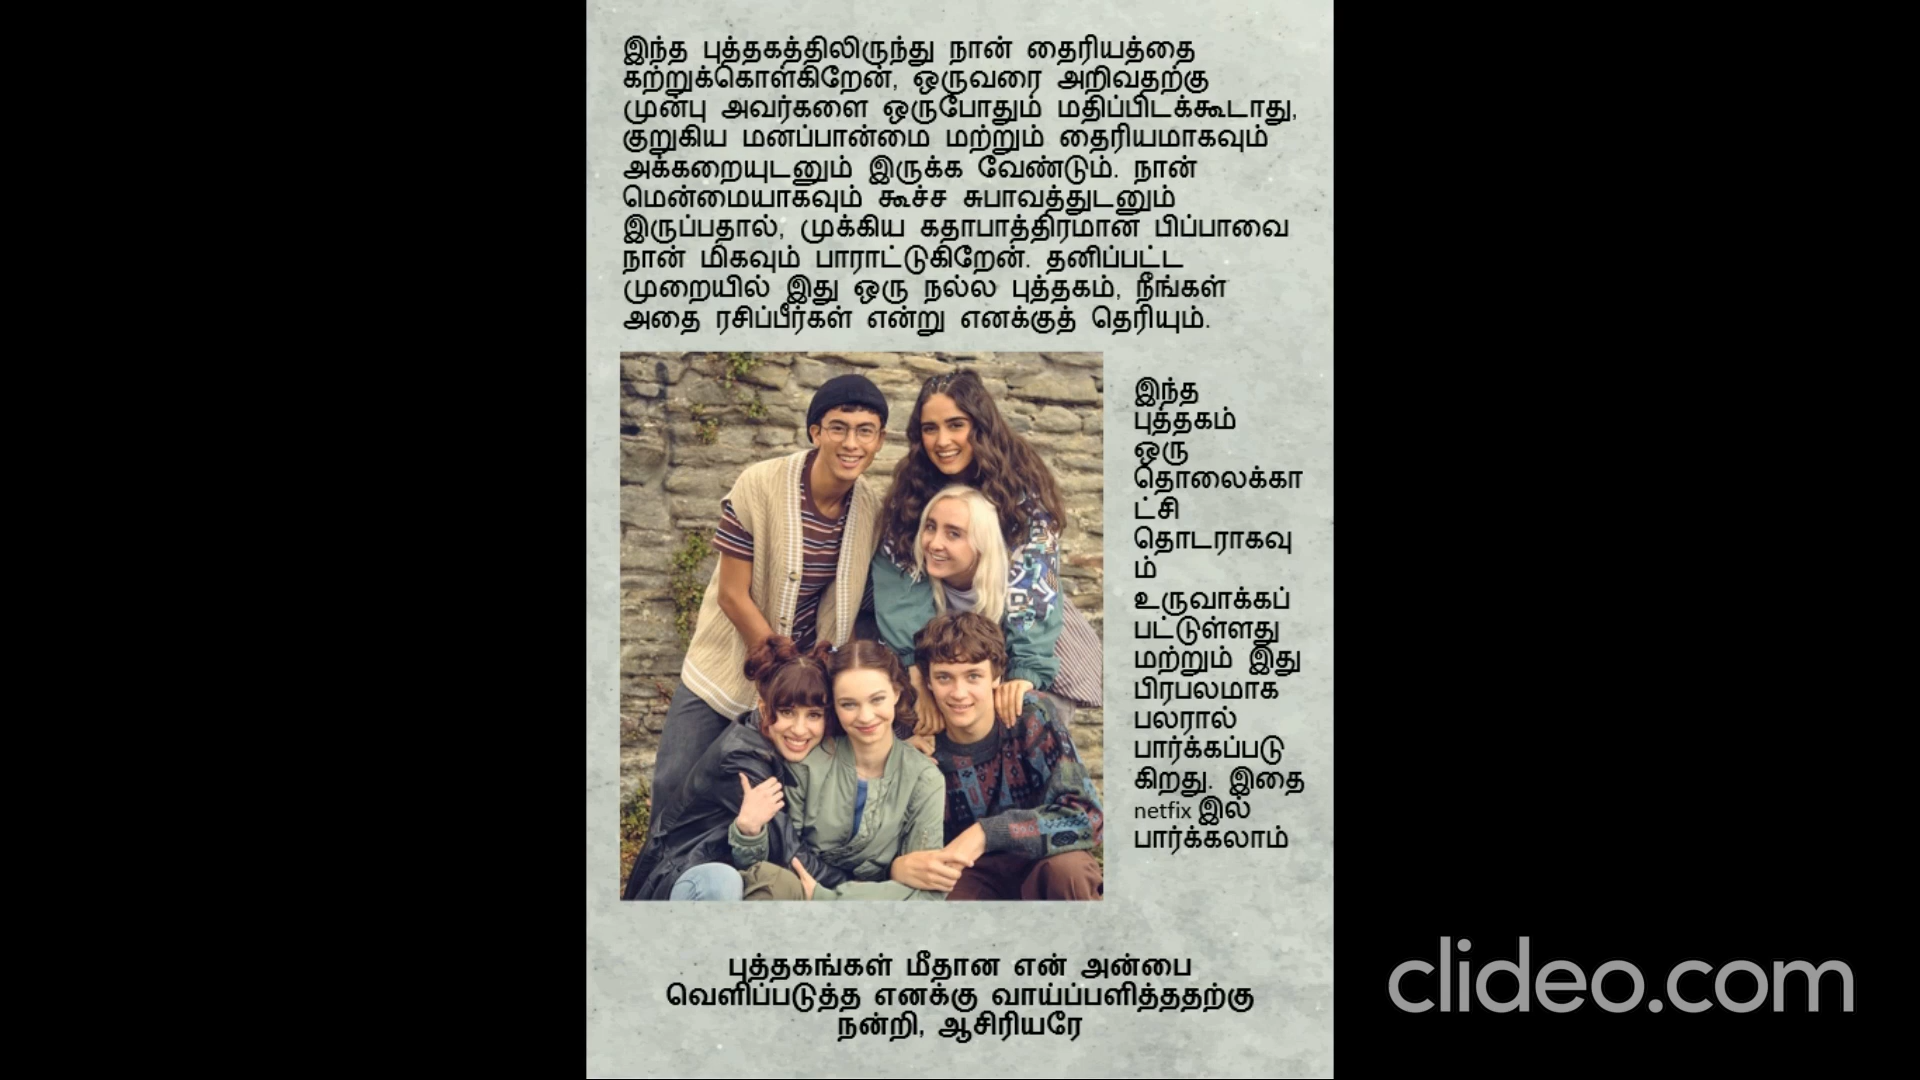 இந்த புத்தகத்திலிருந்து நான் தைரியத்தை
கற்றுக்கொள்கிறேன், ஒருவரை அறிவதற்கு
முன்பு அவர்களை ஒருபோதும் மதிப்பிடக்கூடாது,
குறுகிய மனப்பான்மை மற்றும் தைரியமாகவும்
அக்கறையுடனும் இருக்க வேண்டும். நான்
மென்மையாகவும் கூச்ச சுபாவத்துடனும்
இருப்பதால், முக்கிய கதாபாத்திரமான பிப்பாவை
நான் மிகவும் பாராட்டுகிறேன். தனிப்பட்ட
முறையில் இது ஒரு நல்ல புத்தகம், நீங்கள்
அதை ரசிப்பீர்கள் என்று எனக்குத் தெரியும்.
இந்த
புத்தகம்
ஒரு
தொலைக்கா
ட்சி
தொடராகவு
ம்
உருவாக்கப்
பட்டுள்ளது
மற்றும் இது
பிரபலமாக
பலரால்
பார்க்கப்படு
கிறது. இதை
netfix இல்
பார்க்கலாம்
புத்தகங்கள் மீதான என் அன்பை
வெளிப்படுத்த எனக்கு வாய்ப்பளித்ததற்கு
நன்றி, ஆசிரியரே
clideo.com